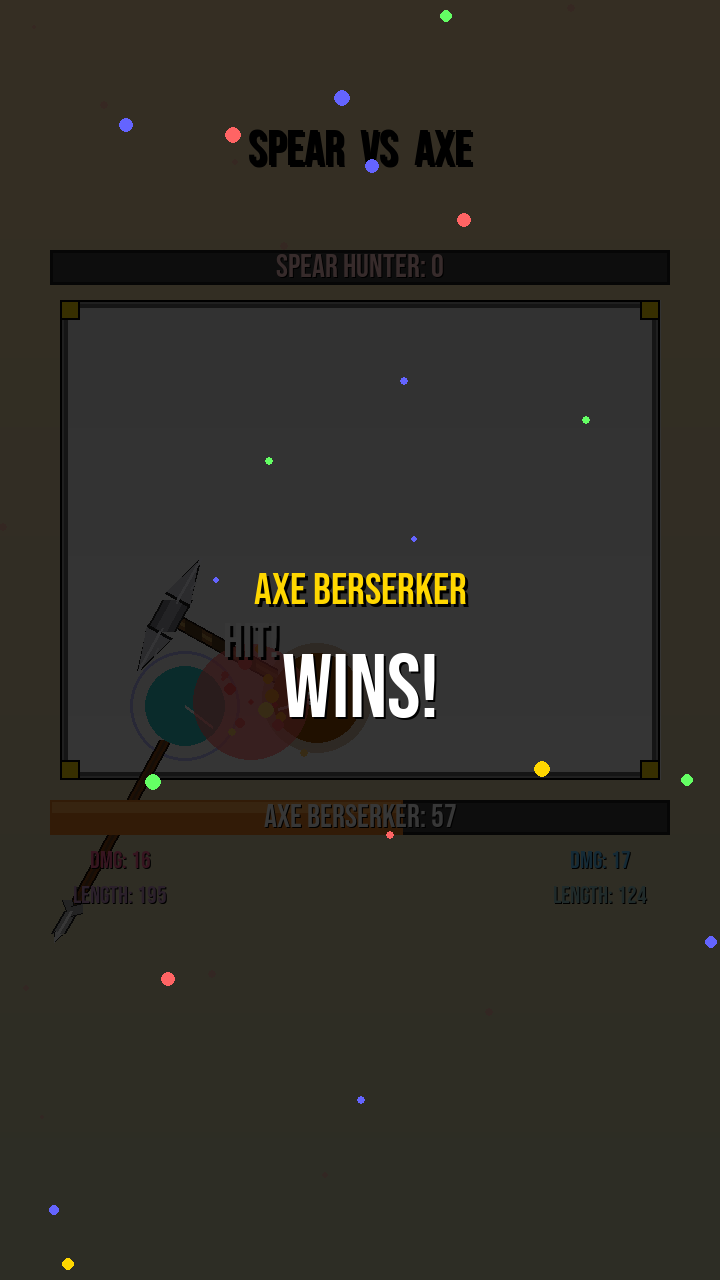 SPEAR VS AXE
SPEAR HUNTER: 0
AXE BERSERKER
HIT!
WINS!
AXE BERSERKER: 57
DMG: 16
DMG: 17
LENGTH: 195
LENGTH: 124